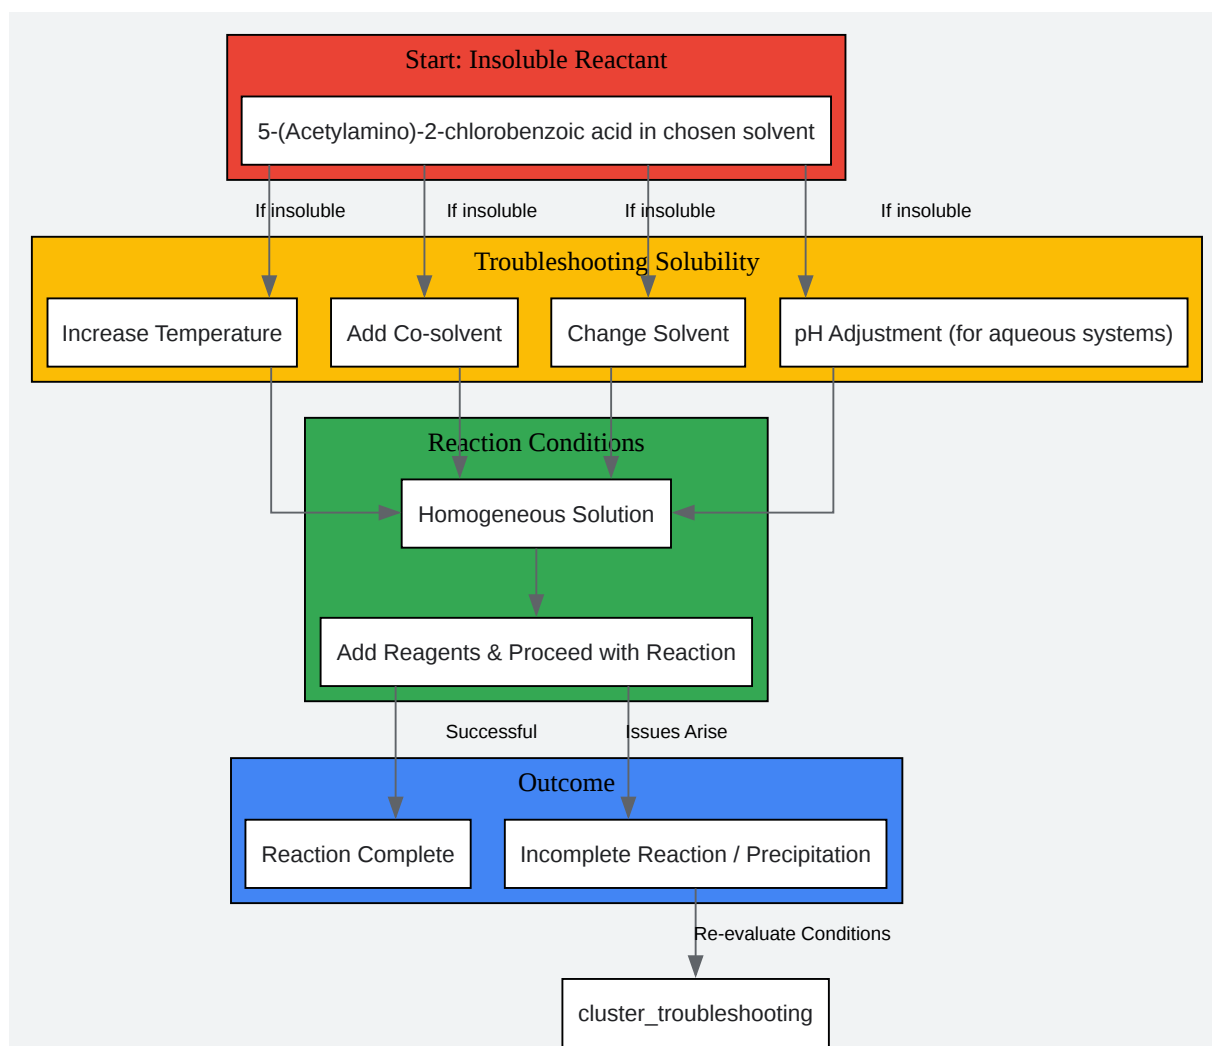 Start: Insoluble Reactant
5-(Acetylamino)-2-chlorobenzoic acid in chosen solvent
If insoluble
If insoluble
If insoluble
If insoluble
Troubleshooting Solubility
Increase Temperature
Add Co-solvent
Change Solvent
pH Adjustment (for aqueous systems)
Reaction Conditions
Homogeneous Solution
Add Reagents & Proceed with Reaction
Successful
Issues Arise
Outcome
Reaction Complete
Incomplete Reaction / Precipitation
Re-evaluate Conditions
cluster_troubleshooting